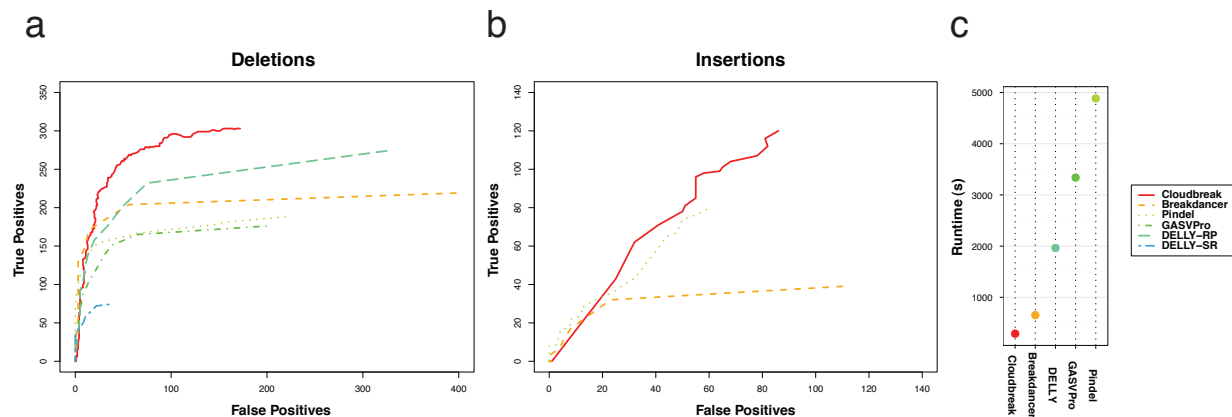 a
b
c
Deletions
Insertions
True Positives
0
50
100
150
200
250
300
350
0
100
200
300
400
False Positives
True Positives
0
20
40
60
80
100
120
140
0
20
40
60
80
100
120
140
False Positives
Runtime (s)
5000
4000
3000
2000
1000
Cloudbreak
Breakdancer
DELLY
GASVPro
Pindel
Cloudbreak
Breakdancer
Pindel
GASVPro
DELLY−RP
DELLY−SR